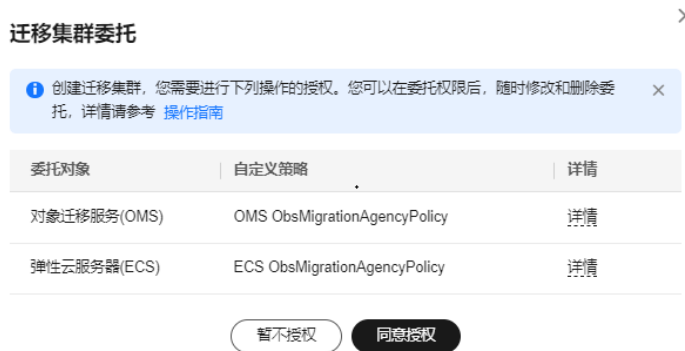 迁移集群委托
创建迁移集群，您需要进行下列操作的授权。您可以在委托权限后，随时修改和删除委
托，详情请参考 操作指南
委托对象 自定义策略 详情
对象迁移服务(OMS) OMS ObsMigrationAgencyPolicy 详情
弹性云服务器(ECS) ECS ObsMigrationAgencyPolicy 详情
暂不授权 同意授权